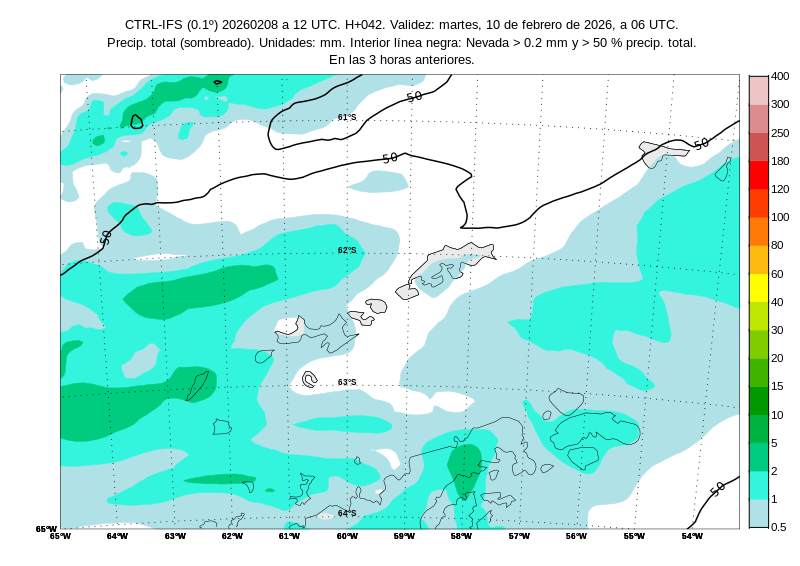 CTRL-IFS (0.1º) 20260208 a 12 UTC. H+042. Validez: martes, 10 de febrero de 2026, a 06 UTC.
Precip. total (sombreado). Unidades: mm. Interior línea negra: Nevada > 0.2 mm y > 50 % precip. total.
En las 3 horas anteriores.
400
300
250
180
120
100
80
60
40
30
20
15
10
5
2
1
0.5
50
61°S
50
50
50
62°S
63°S
50
64°S
65°W
65°W
64°W
63°W
62°W
61°W
60°W
59°W
58°W
57°W
56°W
55°W
54°W